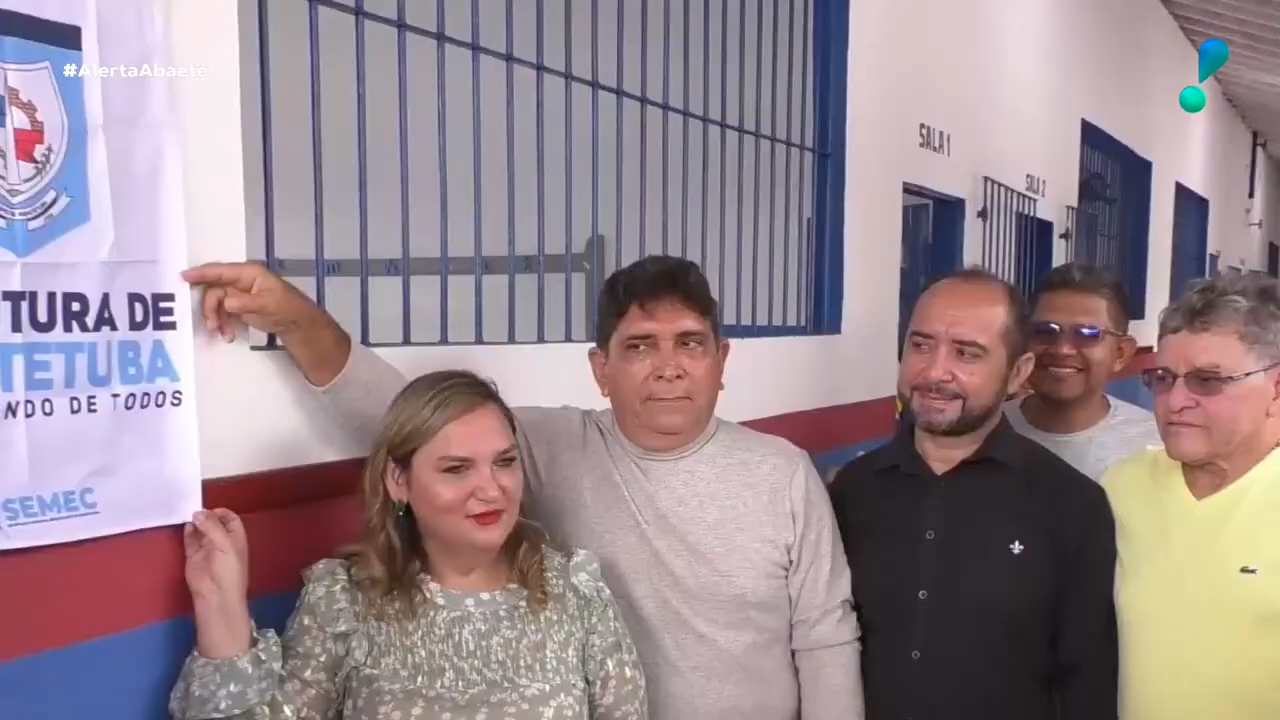 #AlertaAbaeté
SALA 1
SALA 2
TURA DE
TETUBA
NDO DE TODOS
SEMEC